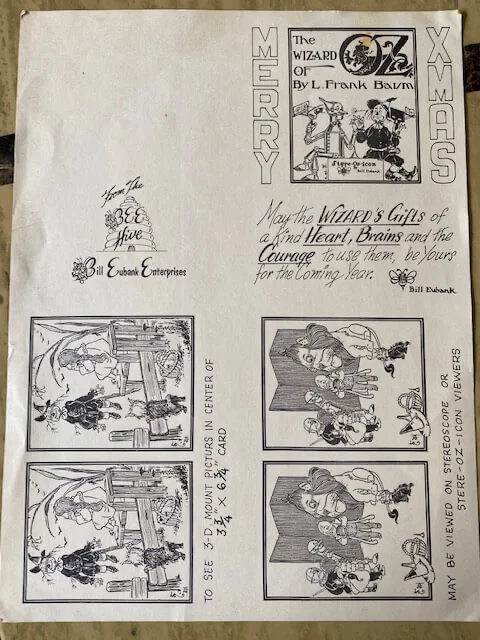 MERRY
The
WIZARD
OF OZ
By L. Frank Baum
Stere-Oz-icon
Bill Eubank
XMAS
From The
BEE
Hive
Bill Eubank Enterprises
May the WIZARD'S Gifts of
a Kind Heart, Brains and the
Courage to use them, be Yours
for the Coming Year.
Bill Eubank
TO SEE 3-D MOUNT PICTURS IN CENTER OF
3 3/4" X 6 3/4" CARD
MAY BE VIEWED ON STEREOSCOPE OR
STERE-OZ-ICON VIEWERS